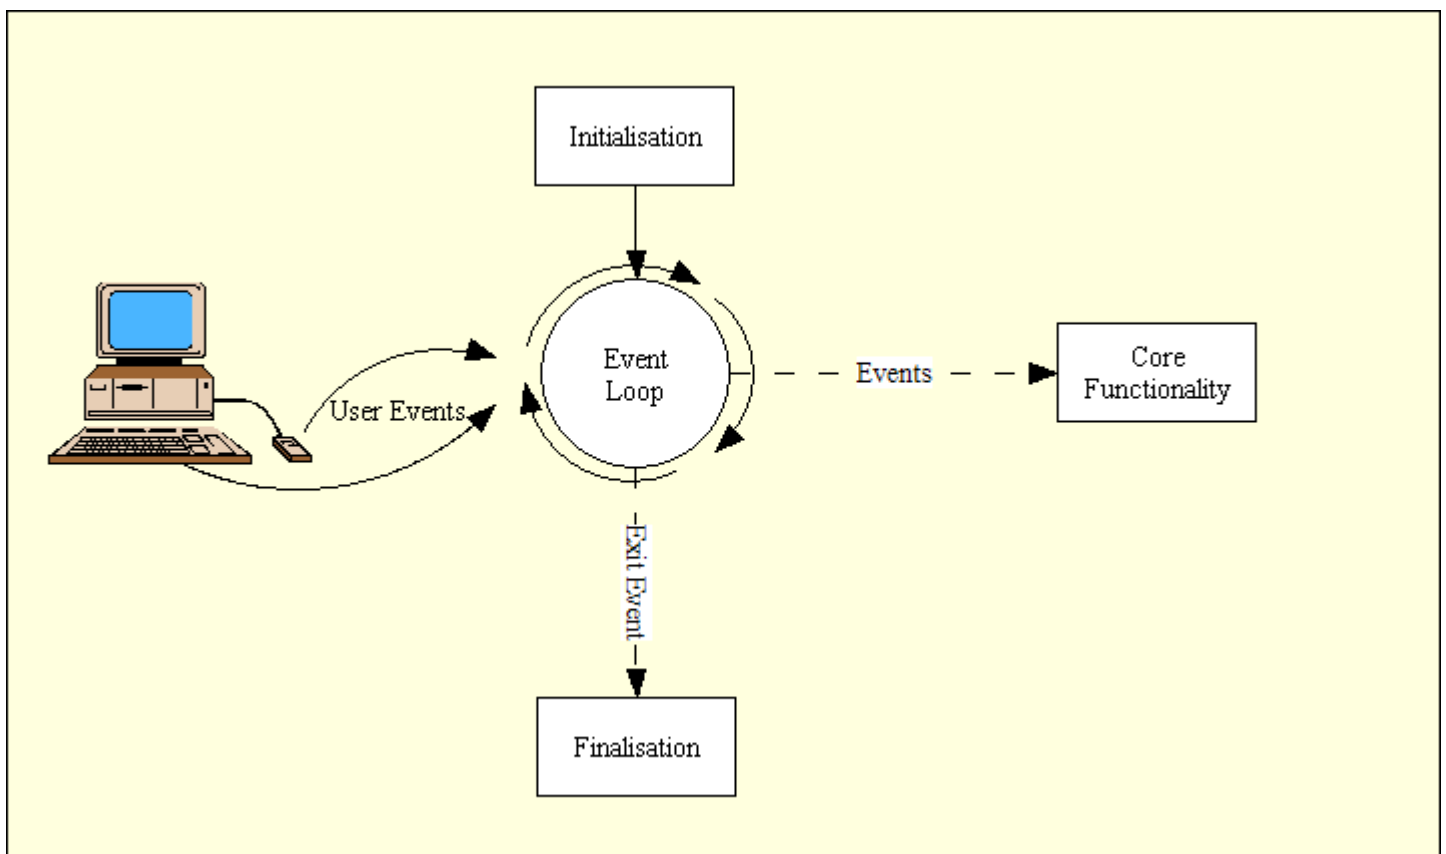 Initialisation
Event
Loop
Events
Core
Functionality
User Events
Exit Event
Finalisation